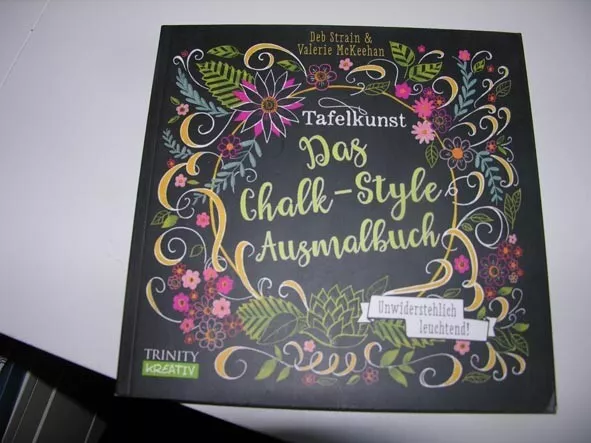 Deb Strain &
Valerie McKeehan
Tafelkunst
Das
Chalk-Style
Ausmalbuch
Unwiderstehlich
leuchtend!
TRINITY
KREATIV